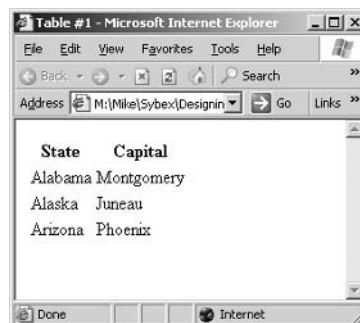 Table #1 - Microsoft Internet Explorer
File Edit View Favorites Tools Help
Back Search »
Address M:\Mike\Sybex\Designin Go Links »
State Capital
Alabama Montgomery
Alaska Juneau
Arizona Phoenix
Done Internet